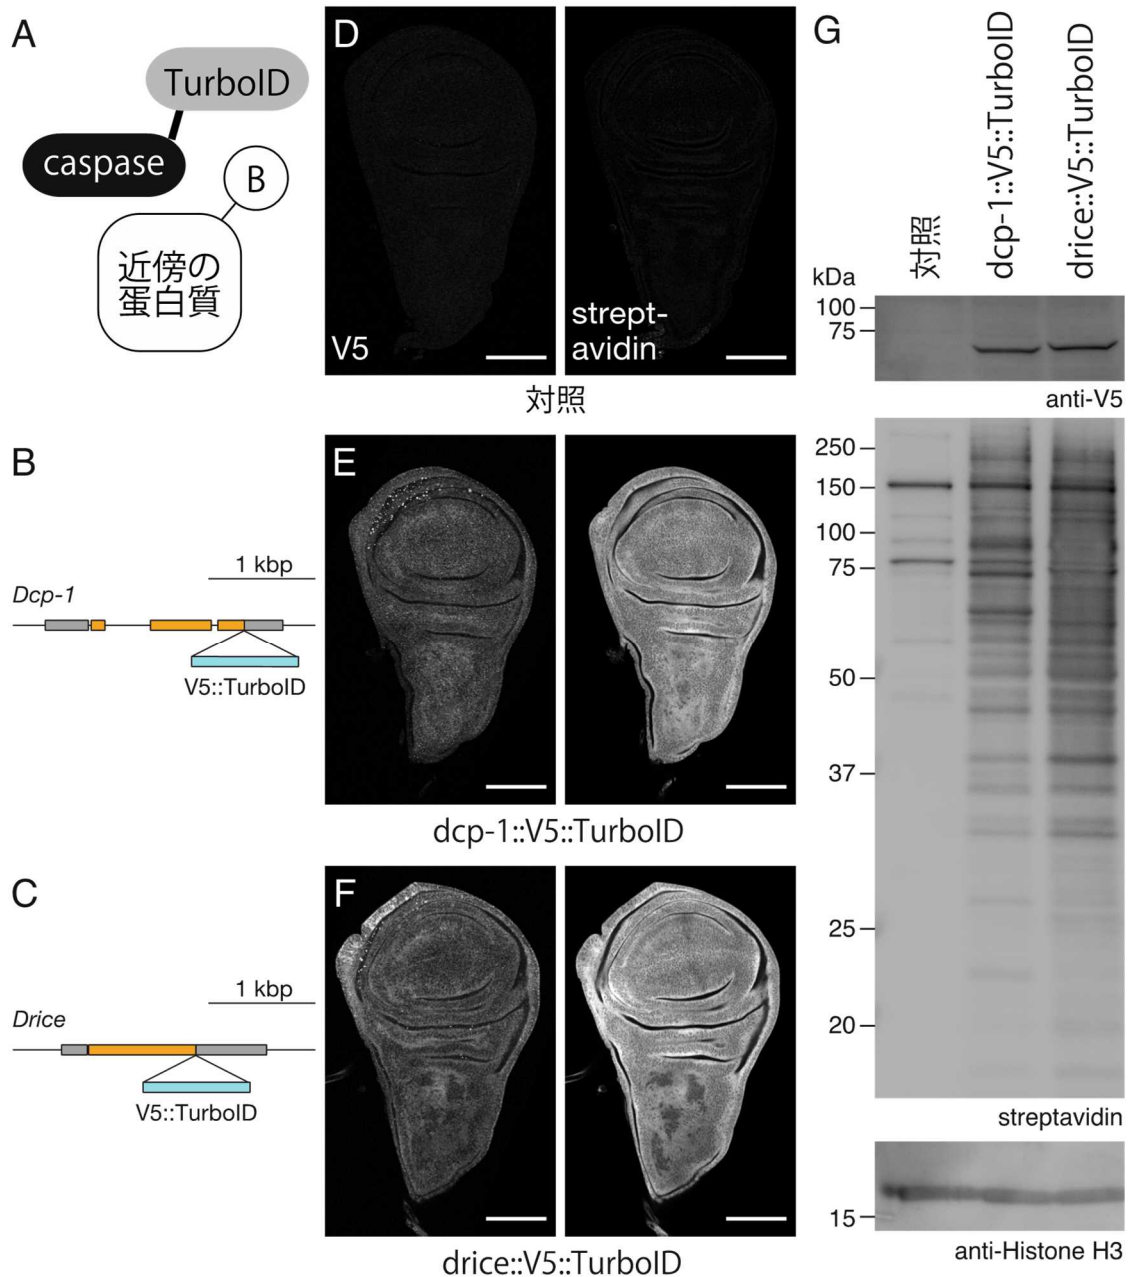 A
TurboID
caspase
B
近傍の
蛋白質
B
1 kbp
Dcp-1
V5::TurboID
C
1 kbp
Drice
V5::TurboID
D
V5
strept-
avidin
対照
E
dcp-1::V5::TurboID
F
drice::V5::TurboID
G
対照
dcp-1::V5::TurboID
drice::V5::TurboID
kDa
100
75
anti-V5
250
150
100
75
50
37
25
20
streptavidin
15
anti-Histone H3